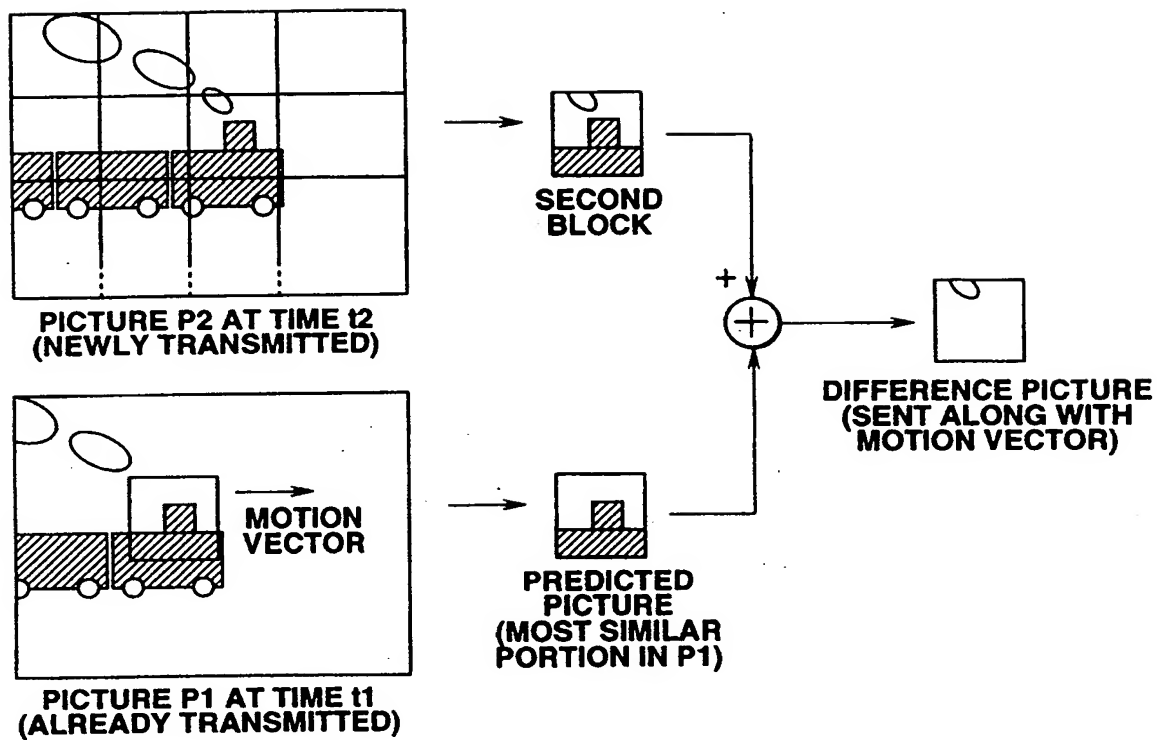 SECOND
BLOCK
+
PICTURE P2 AT TIME t2
(NEWLY TRANSMITTED)
+
DIFFERENCE PICTURE
(SENT ALONG WITH
MOTION VECTOR)
MOTION
VECTOR
PREDICTED
PICTURE
(MOST SIMILAR
PORTION IN P1)
PICTURE P1 AT TIME t1
(ALREADY TRANSMITTED)